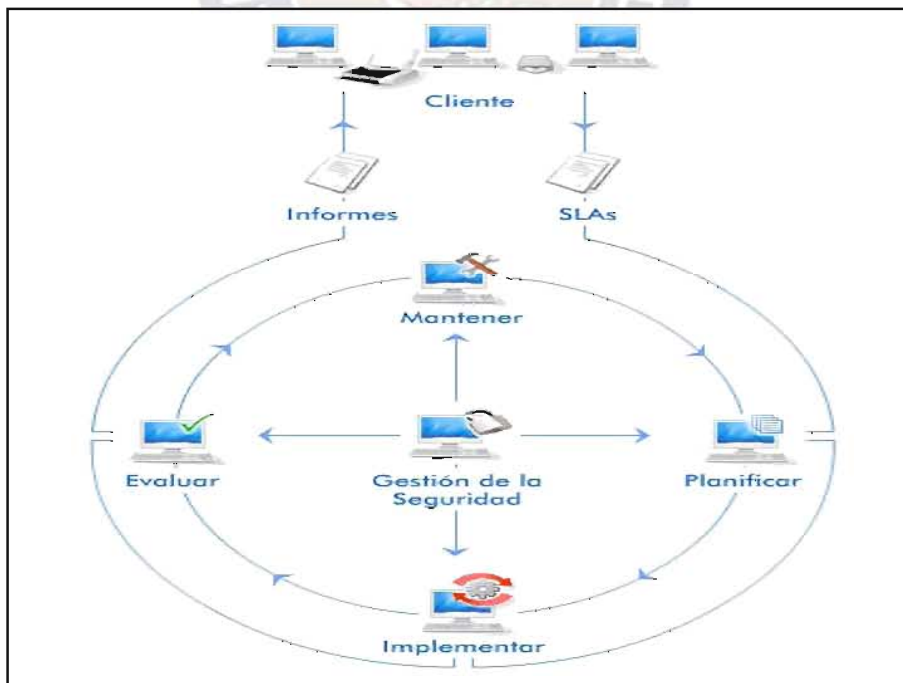 Cliente
Informes
SLAs
Mantener
Evaluar
Gestión de la
Seguridad
Planificar
Implementar